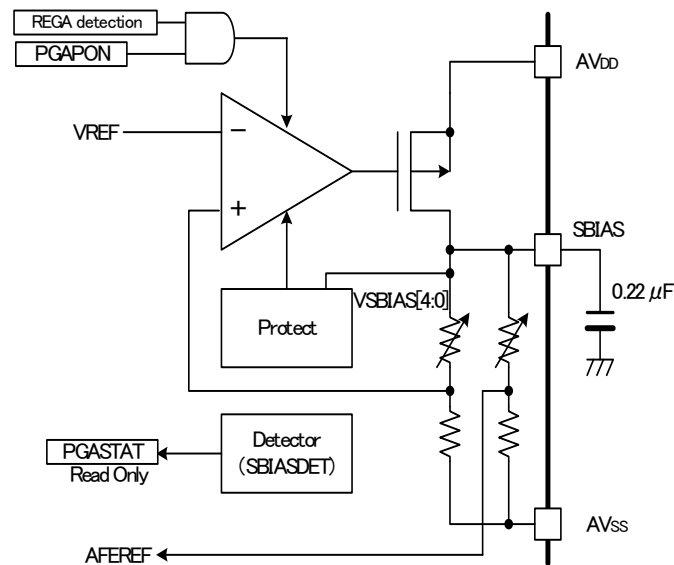 REGA detection
PGAPON
AVDD
VREF
−
+
SBIAS
VSBIAS[4:0]
0.22 μF
Protect
Detector
(SBIASDET)
PGASTAT
Read Only
AVSS
AFEREF